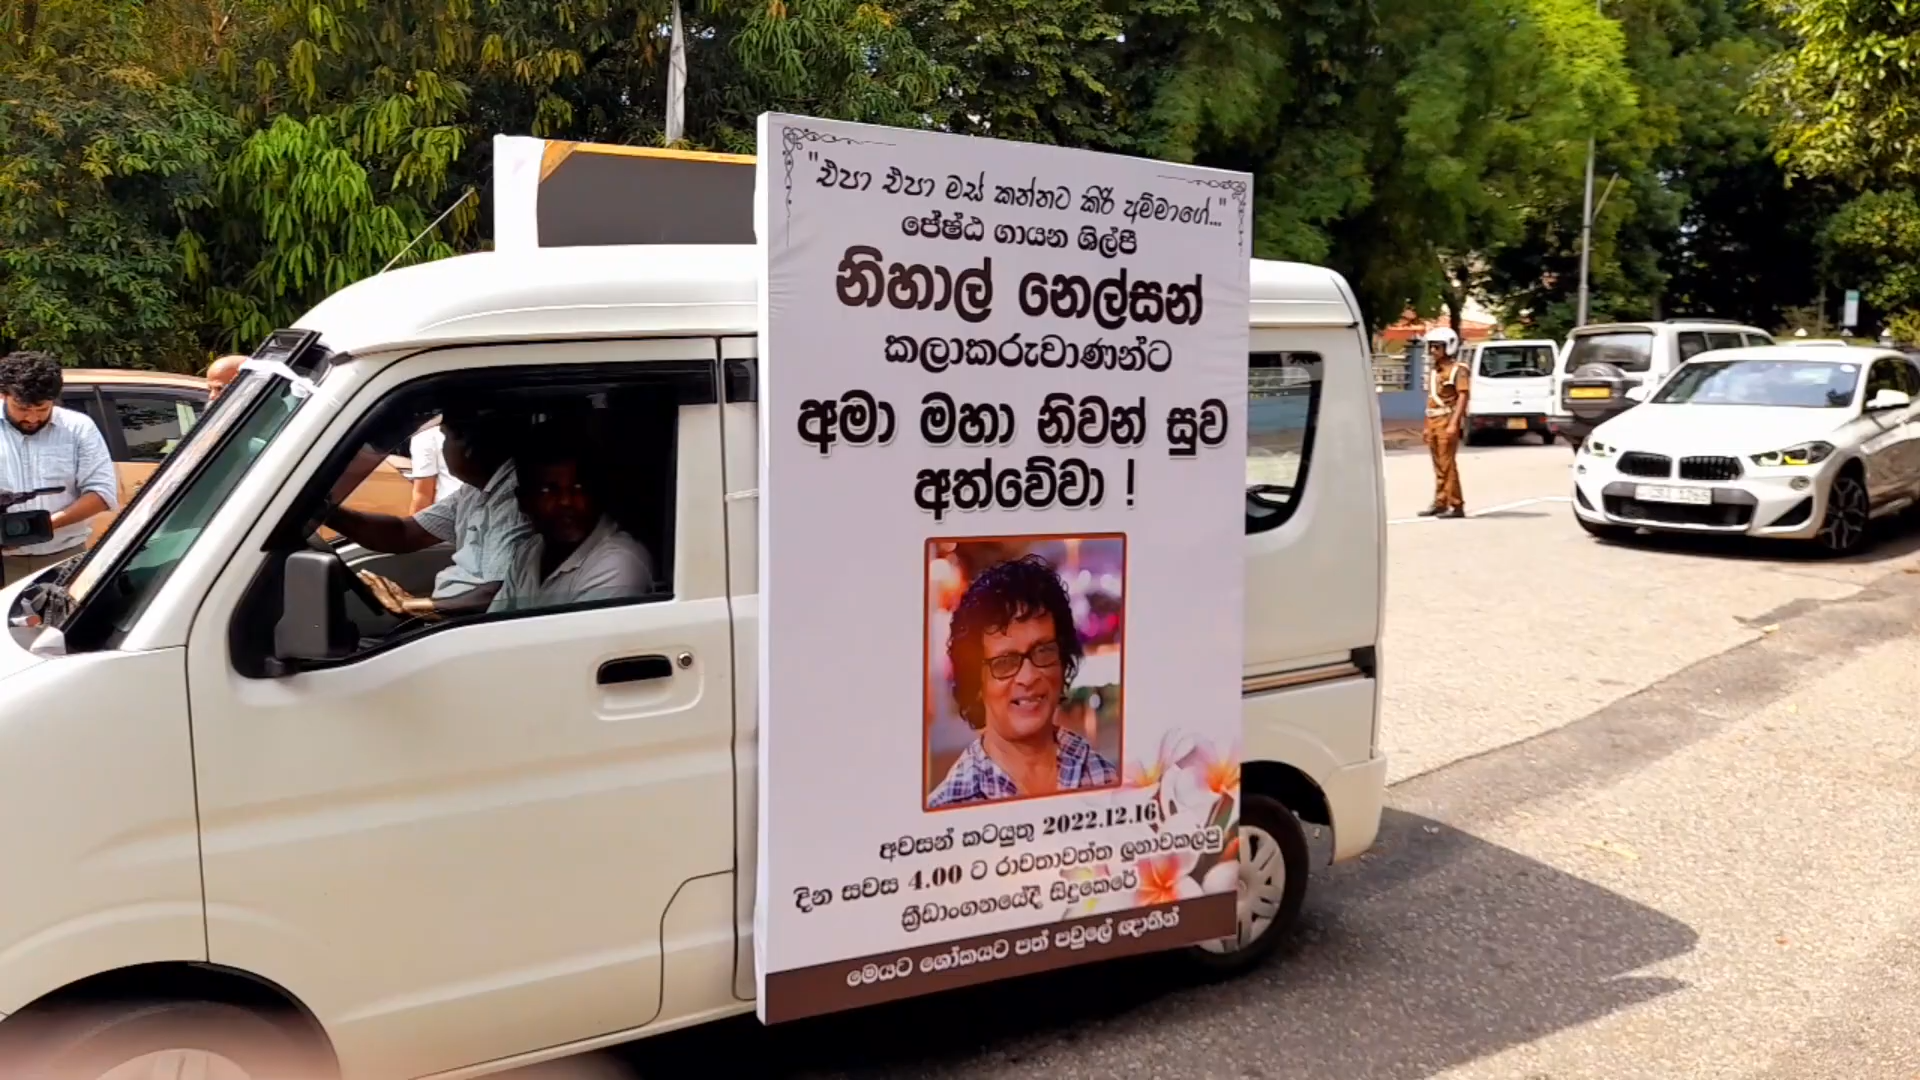 "එපා එපා මස් කන්නට කිරි අම්මාගේ..."
ජේෂ්ඨ ගායන ශිල්පී
නිහාල් නෙල්සන්
කලාකරුවාණන්ට
අමා මහා නිවන් සුව
අත්වේවා !
අවසන් කටයුතු 2022.12.16
දින සවස 4.00 ට රාවතාවත්ත ලුනාවකලපු
ක්‍රීඩාංගනයේදී සිදුකෙරේ
මෙයට ශෝකයට පත් පවුලේ ඥාතීන්